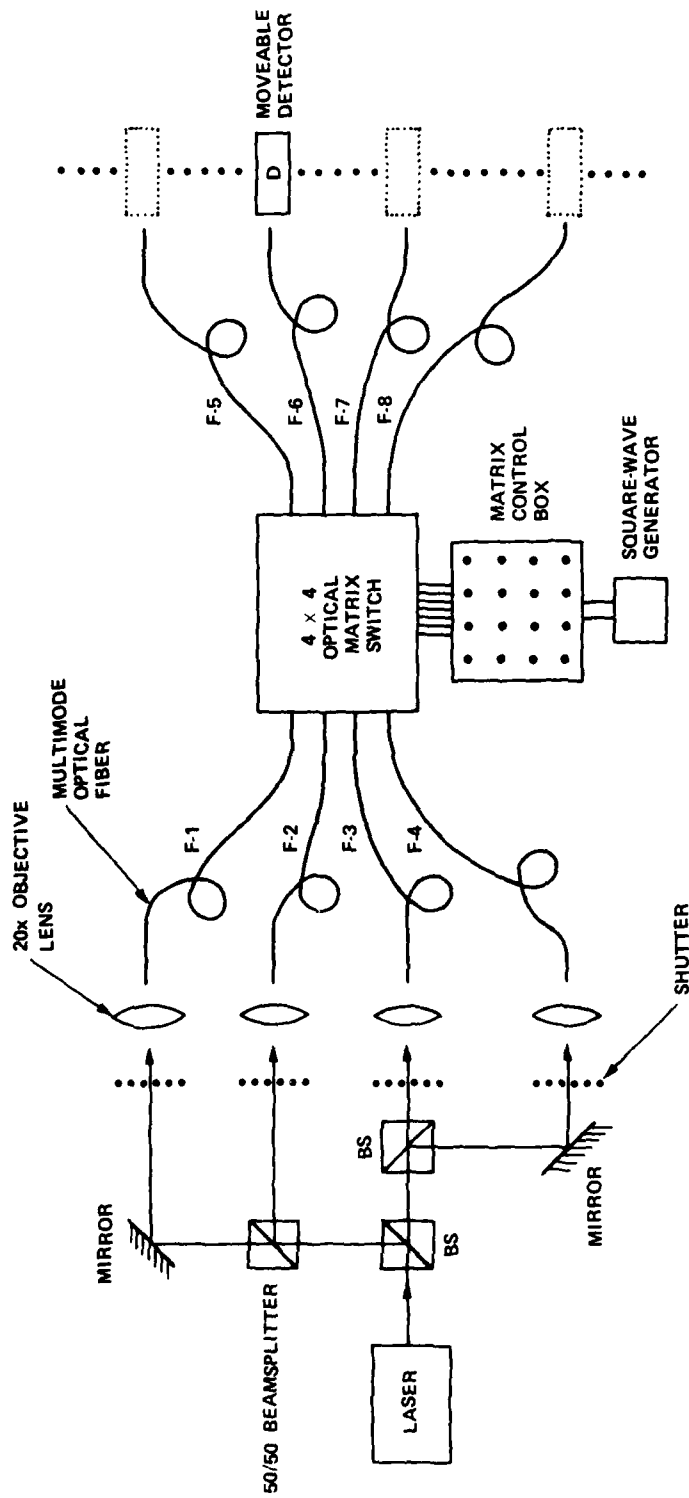 LASER
50/50 BEAMSPLITTER
MIRROR
BS
BS
MIRROR
SHUTTER
20x OBJECTIVE
LENS
MULTIMODE
OPTICAL
FIBER
F-1
F-2
F-3
F-4
4 × 4
OPTICAL
MATRIX
SWITCH
MATRIX
CONTROL
BOX
SQUARE-WAVE
GENERATOR
F-5
F-6
F-7
F-8
D
MOVEABLE
DETECTOR